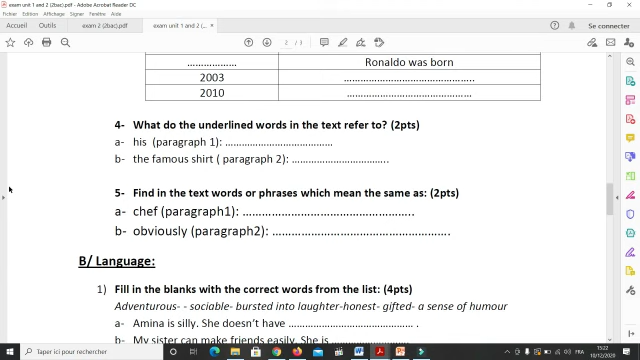 exam unit 1 and 2 (2bac).pdf - Adobe Acrobat Reader DC
Fichier Edition Affichage Signer Fenêtre Aide
Accueil Outils exam 2 (2bac).pdf exam unit 1 and 2 (... × Se connecter
2 / 3
.................. Ronaldo was born
2003 ..................................................
2010 ................................................
4- What do the underlined words in the text refer to? (2pts)
a- his (paragraph 1): ........................................
b- the famous shirt ( paragraph 2): ....................................
5- Find in the text words or phrases which mean the same as: (2pts)
a- chef (paragraph1): ................................................
b- obviously (paragraph2): ..................................................
B/ Language:
1) Fill in the blanks with the correct words from the list: (4pts)
Adventurous- - sociable- bursted into laughter-honest- gifted- a sense of humour
a- Amina is silly. She doesn't have ..................................... .
b- My sister can make friends easily. She is .......................
Taper ici pour rechercher FRA 15:22
10/12/2020